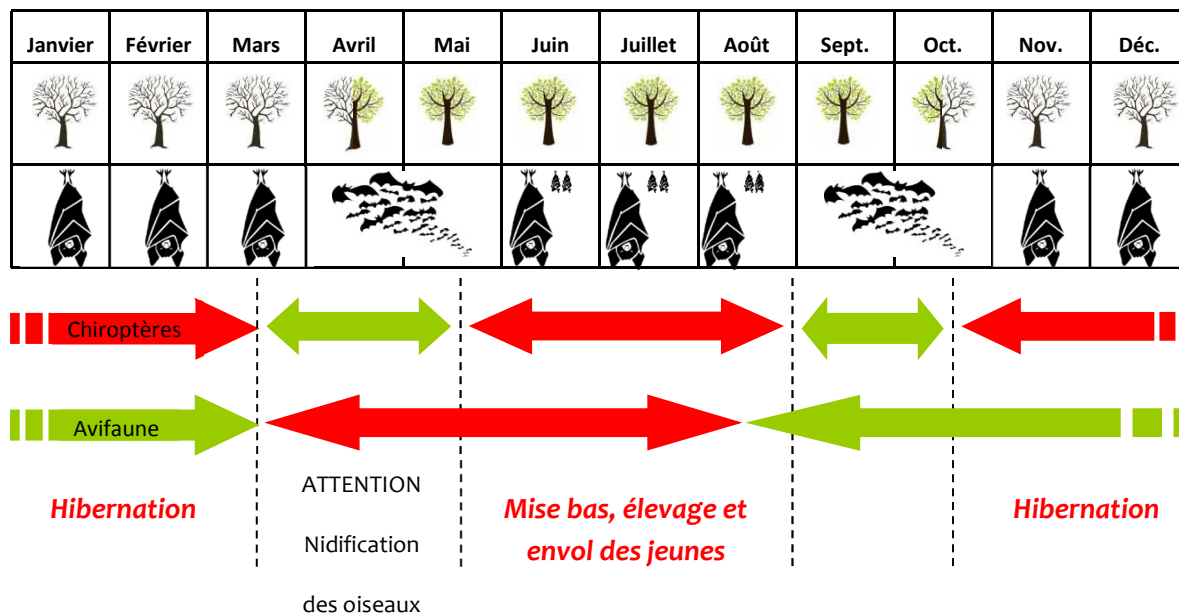 Janvier Février Mars Avril Mai Juin Juillet Août Sept. Oct. Nov. Déc.
Chiroptères
Avifaune
Hibernation
ATTENTION
Nidification
des oiseaux
Mise bas, élevage et
envol des jeunes
Hibernation